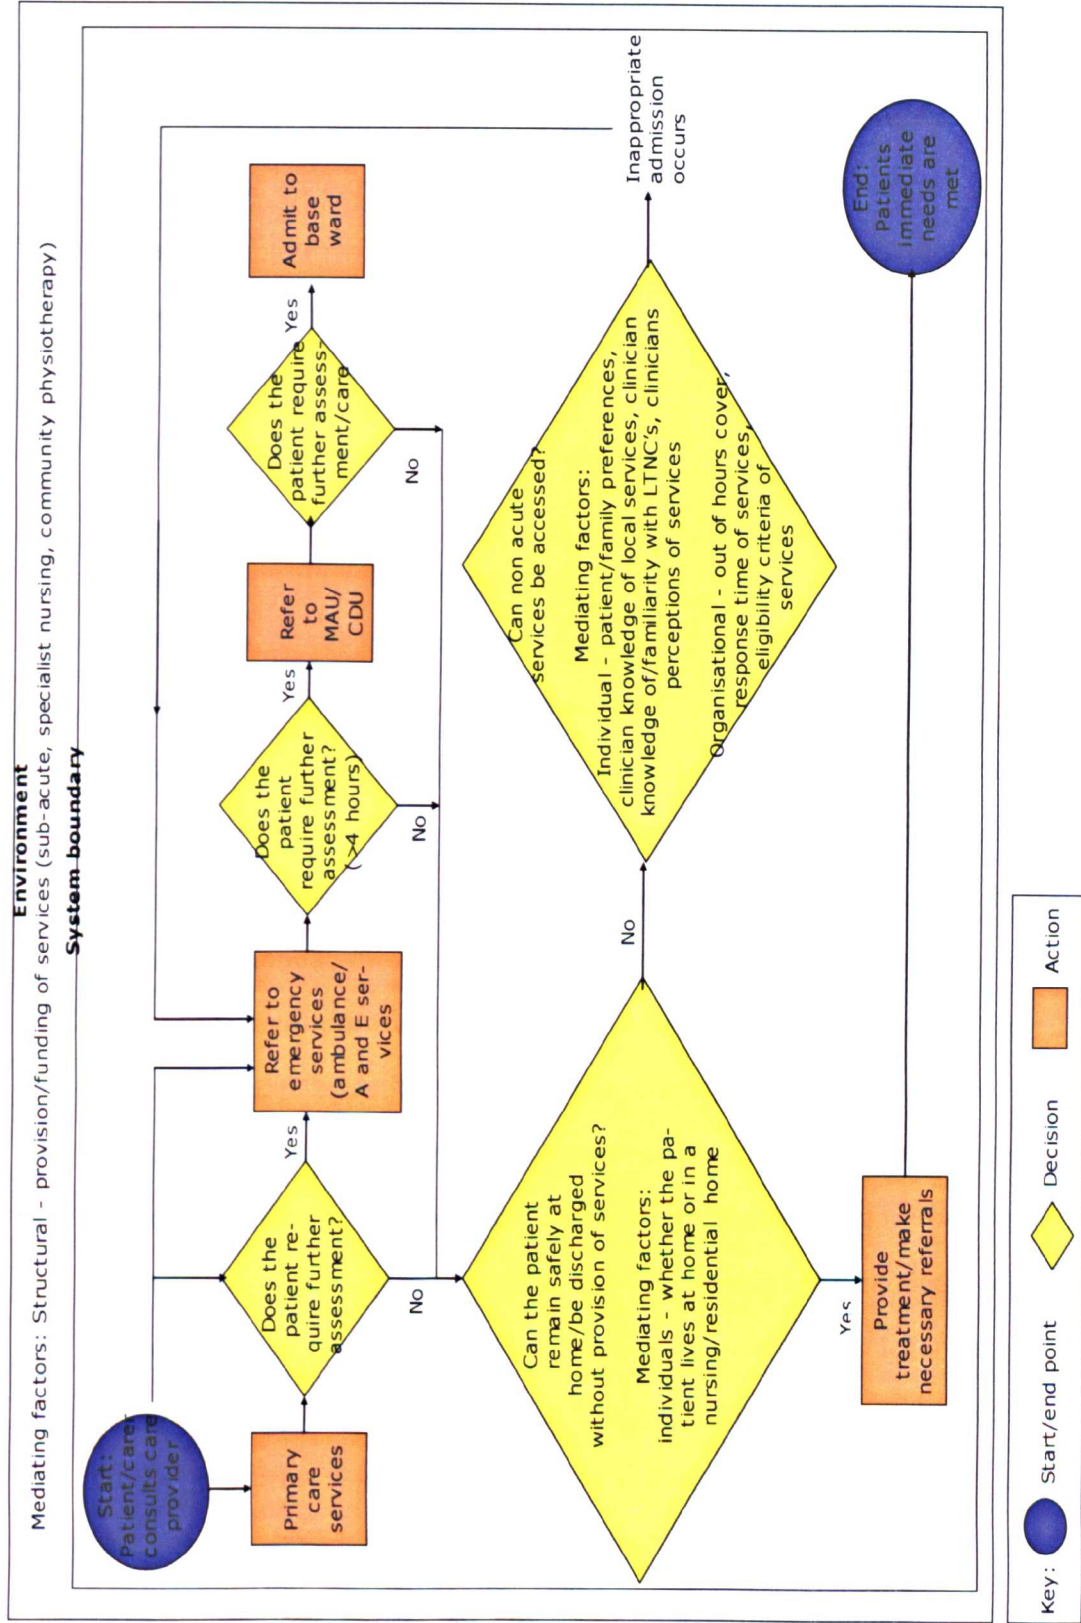 Environment
Mediating factors: Structural - provision/funding of services (sub-acute, specialist nursing, community physiotherapy)
System boundary
Start:
Patient/carer
consults care
provider
Primary
care
services
Does the
patient re-
quire further
assessment?
Yes
No
Refer to
emergency
services
(ambulance/
A and E ser-
vices
Does the
patient
require further
assessment?
(>4 hours)
Yes
No
Refer
to
MAU/
CDU
Does the
patient require
further assess-
ment/care
Yes
No
Admit to
base
ward
Can the patient
remain safely at
home/be discharged
without provision of services?
Mediating factors:
individuals - whether the pa-
tient lives at home or in a
nursing/residential home
No
Yes
Can non acute
services be accessed?
Mediating factors:
Individual - patient/family preferences,
clinician knowledge of local services, clinician
knowledge of/familiarity with LTNC's, clinicians
perceptions of services
Organisational - out of hours cover,
response time of services,
eligibility criteria of
services
Inappropriate
admission
occurs
Provide
treatment/make
necessary referrals
End:
Patients
immediate
needs are
met
Key:
Start/end point
Decision
Action